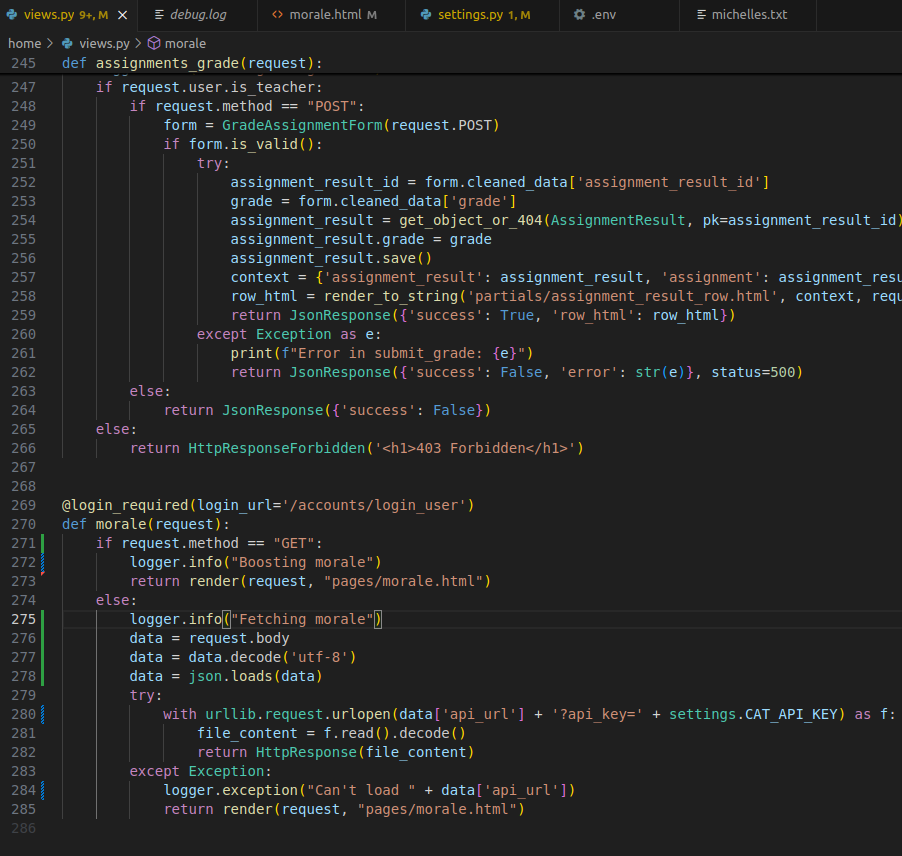 views.py 9+, M debug.log morale.html M settings.py 1, M .env michelles.txt
home > views.py > morale
245 def assignments_grade(request):
247 if request.user.is_teacher:
248 if request.method == "POST":
249 form = GradeAssignmentForm(request.POST)
250 if form.is_valid():
251 try:
252 assignment_result_id = form.cleaned_data['assignment_result_id']
253 grade = form.cleaned_data['grade']
254 assignment_result = get_object_or_404(AssignmentResult, pk=assignment_result_id)
255 assignment_result.grade = grade
256 assignment_result.save()
257 context = {'assignment_result': assignment_result, 'assignment': assignment_resu
258 row_html = render_to_string('partials/assignment_result_row.html', context, requ
259 return JsonResponse({'success': True, 'row_html': row_html})
260 except Exception as e:
261 print(f"Error in submit_grade: {e}")
262 return JsonResponse({'success': False, 'error': str(e)}, status=500)
263 else:
264 return JsonResponse({'success': False})
265 else:
266 return HttpResponseForbidden('<h1>403 Forbidden</h1>')
267
268
269 @login_required(login_url='/accounts/login_user')
270 def morale(request):
271 if request.method == "GET":
272 logger.info("Boosting morale")
273 return render(request, "pages/morale.html")
274 else:
275 logger.info("Fetching morale")
276 data = request.body
277 data = data.decode('utf-8')
278 data = json.loads(data)
279 try:
280 with urllib.request.urlopen(data['api_url'] + '?api_key=' + settings.CAT_API_KEY) as f:
281 file_content = f.read().decode()
282 return HttpResponse(file_content)
283 except Exception:
284 logger.exception("Can't load " + data['api_url'])
285 return render(request, "pages/morale.html")
286